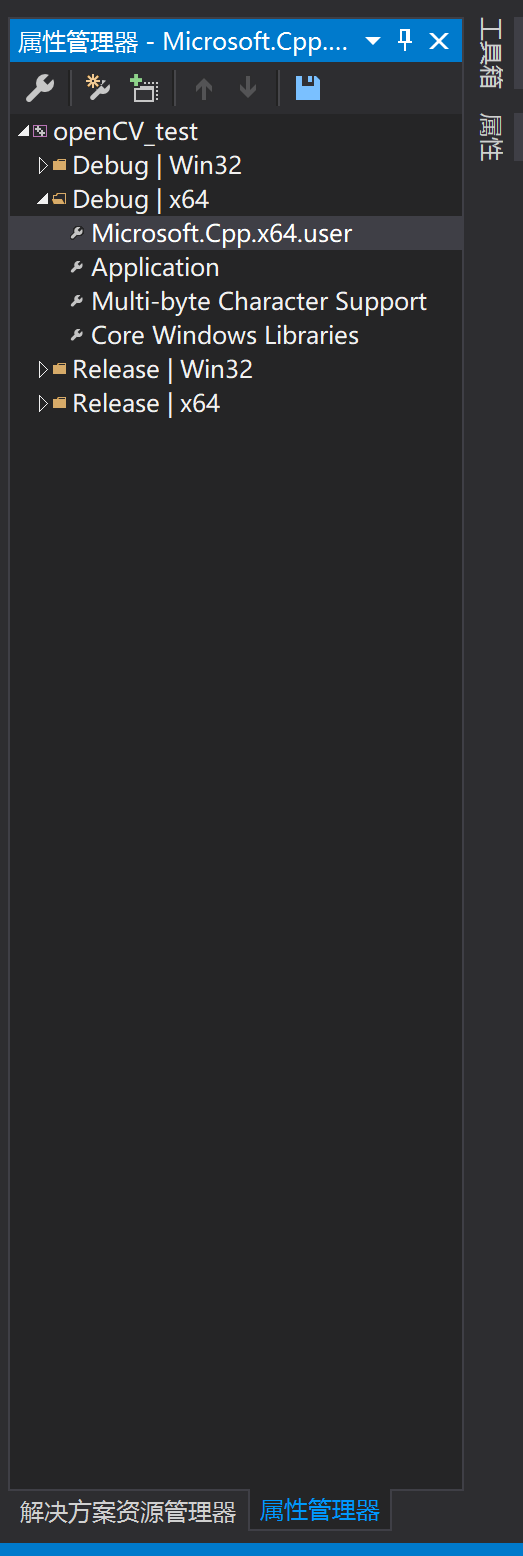 属性管理器 - Microsoft.Cpp....
openCV_test
Debug | Win32
Debug | x64
Microsoft.Cpp.x64.user
Application
Multi-byte Character Support
Core Windows Libraries
Release | Win32
Release | x64
解决方案资源管理器
属性管理器
工具箱
属性